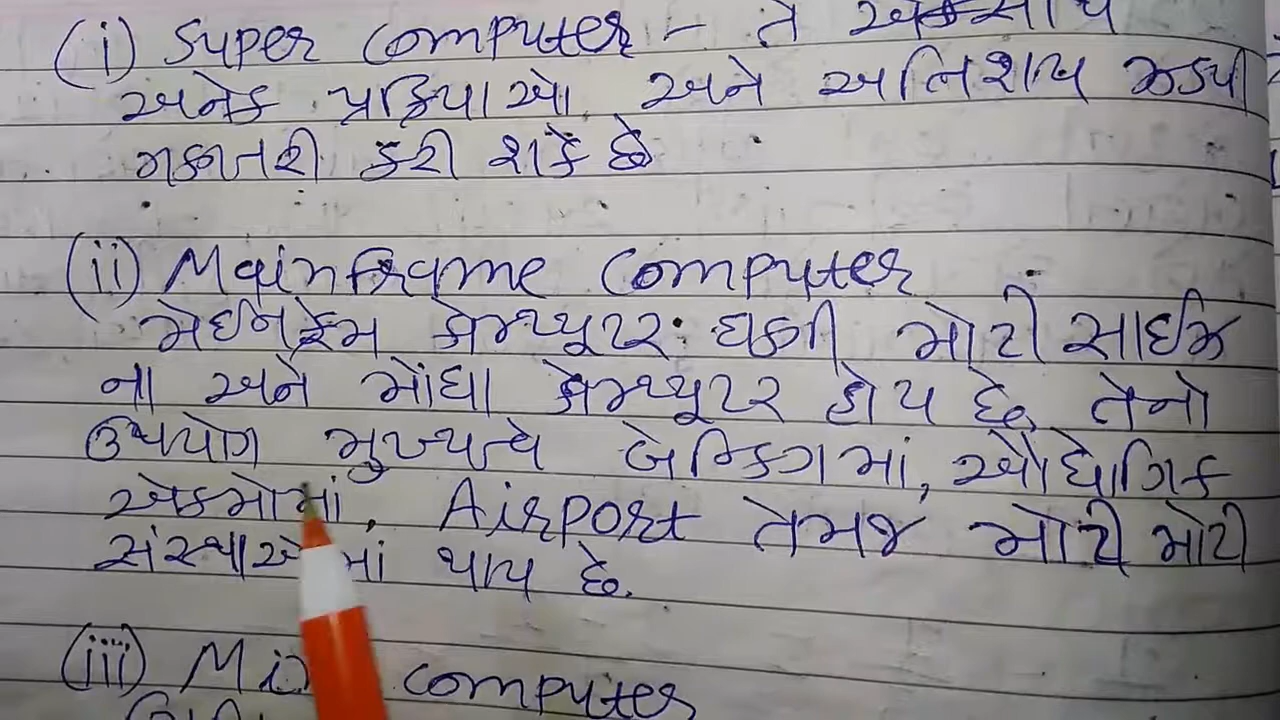 (i) Super Computer - તે એકસાથે
અનેક પ્રક્રિયાઓ અને અતિશય ઝડપી
ગણતરી કરી શકે છે
(ii) Mainframe Computer
મેઈનફ્રેમ કોમ્પ્યૂટર ઘણી મોટી સાઈઝ
ના અને મોંઘા કોમ્પ્યૂટર હોય છે. તેનો
ઉપયોગ મુખ્યત્વે બેન્કિંગમાં, ઔદ્યોગિક
એકમોમાં, Airport તેમજ મોટી મોટી
સંસ્થાઓમાં થાય છે.
(iii) computer